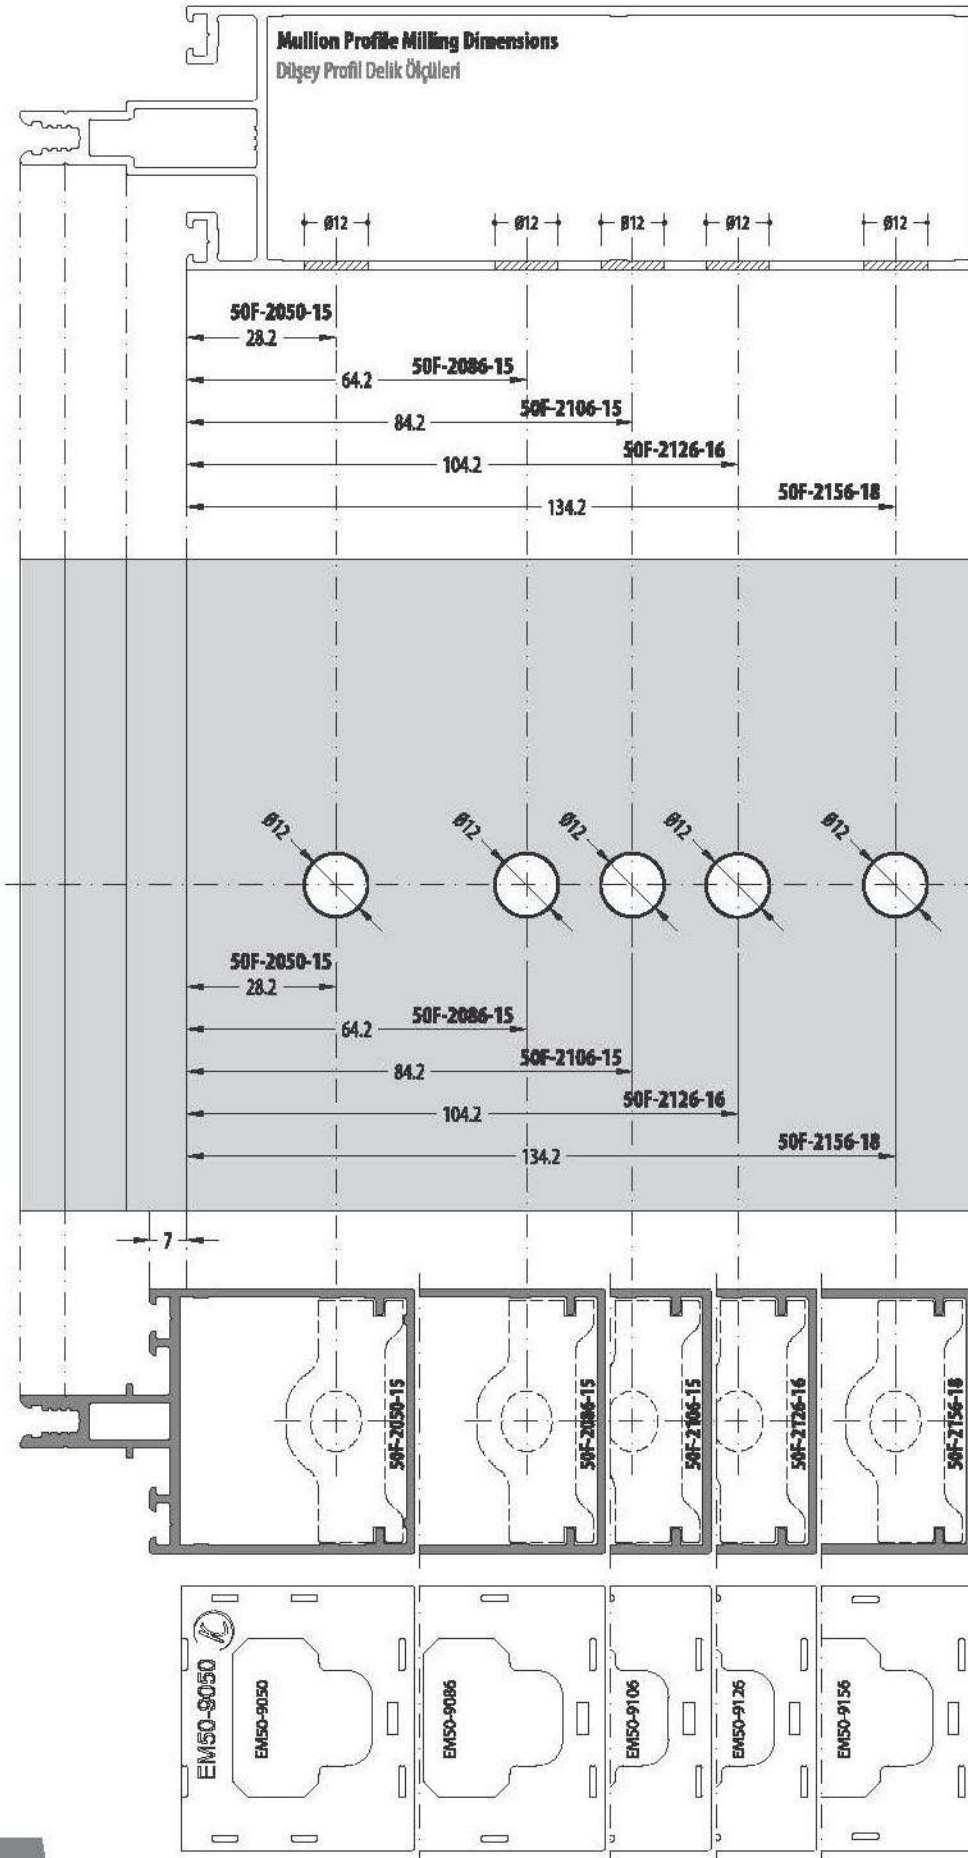 Mullion Profile Milling Dimensions
Düşey Profil Delik Ölçüleri
Ø12 Ø12 Ø12 Ø12 Ø12
50F-2050-15
28.2
50F-2086-15
64.2
50F-2106-15
84.2
50F-2126-16
104.2
50F-2156-18
134.2
Ø12 Ø12 Ø12 Ø12 Ø12
50F-2050-15
28.2
50F-2086-15
64.2
50F-2106-15
84.2
50F-2126-16
104.2
50F-2156-18
134.2
7
50F-2050-15
50F-2086-15
50F-2106-15
50F-2126-16
50F-2156-18
EM50-9050
K
EM50-9050
EM50-9086
EM50-9106
EM50-9126
EM50-9156